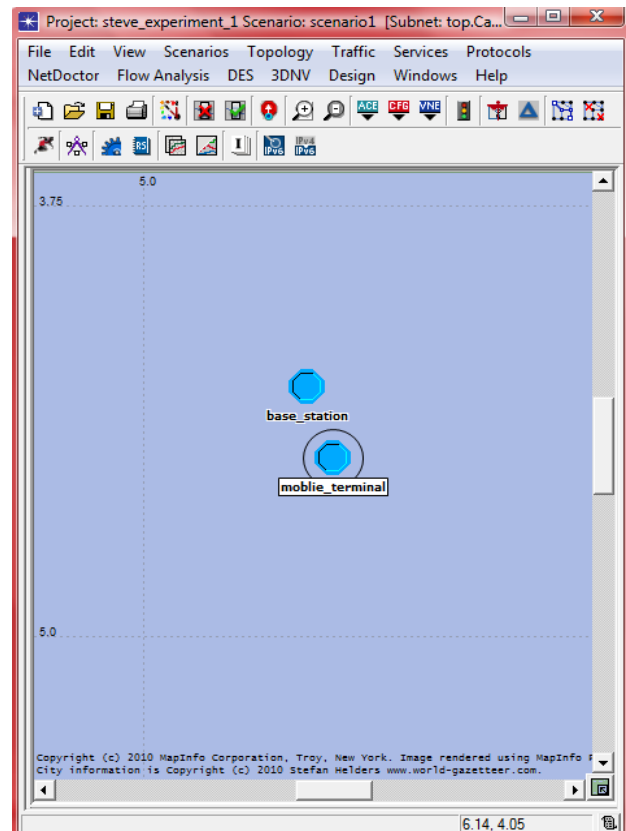 Project: steve_experiment_1 Scenario: scenario1 [Subnet: top.Ca...
File Edit View Scenarios Topology Traffic Services Protocols
NetDoctor Flow Analysis DES 3DNV Design Windows Help
ACE CFG VNE
RS IPv6 IPv4 IPv6
5.0
3.75
base_station
moblie_terminal
5.0
Copyright (c) 2010 MapInfo Corporation, Troy, New York. Image rendered using MapInfo
City information is Copyright (c) 2010 Stefan Helders www.world-gazetteer.com.
6.14, 4.05